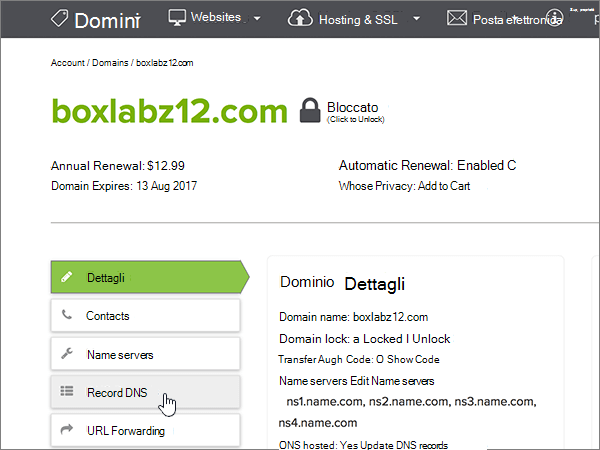 Domini
Websites
Hosting & SSL
Posta elettronica
Account / Domains / boxlabz12.com
boxlabz12.com
Bloccato
(Click to Unlock)
Annual Renewal: $12.99
Automatic Renewal: Enabled C
Domain Expires: 13 Aug 2017
Whose Privacy: Add to Cart
Dettagli
Contacts
Name servers
Record DNS
URL Forwarding
Dominio Dettagli
Domain name: boxlabz12.com
Domain lock: a Locked I Unlock
Transfer Augh Code: O Show Code
Name servers Edit Name servers
ns1.name.com, ns2.name.com, ns3.name.com,
ns4.name.com
ONS hosted: Yes Update DNS records